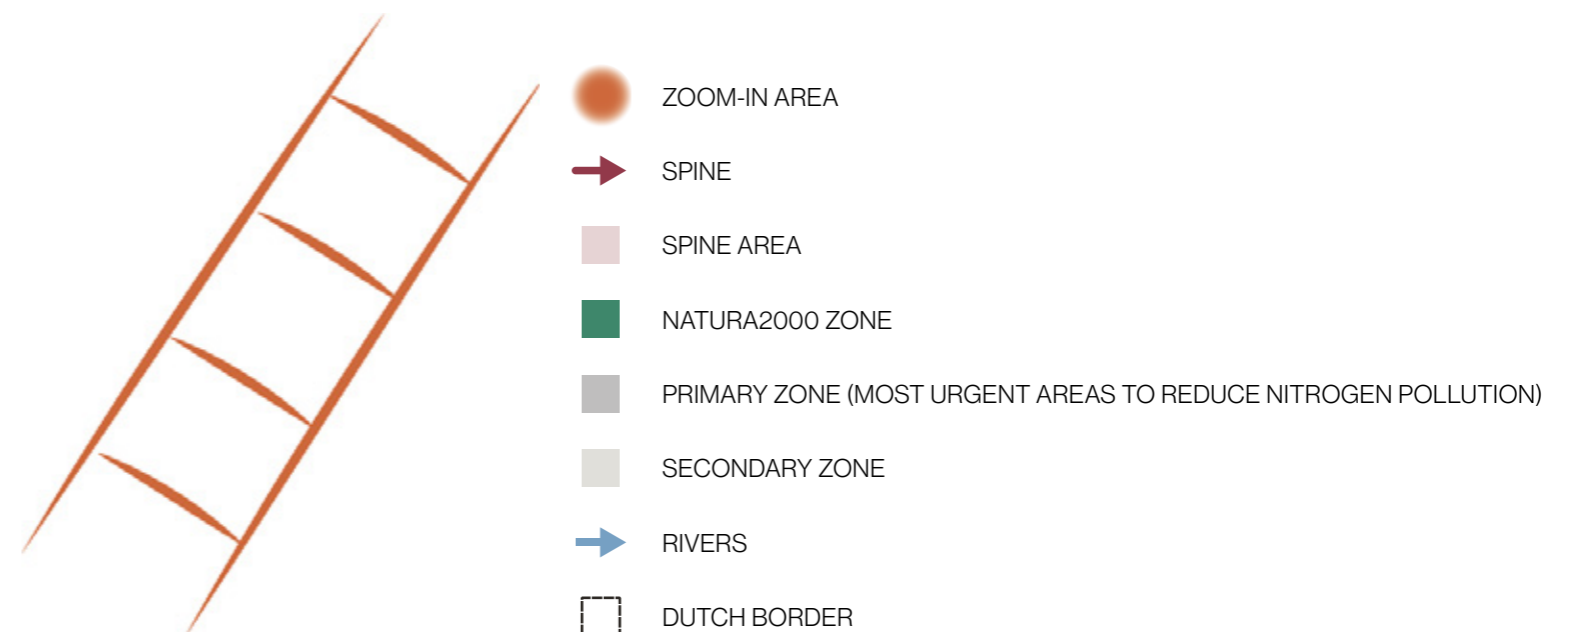 ZOOM-IN AREA
SPINE
SPINE AREA
NATURA2000 ZONE
PRIMARY ZONE (MOST URGENT AREAS TO REDUCE NITROGEN POLLUTION)
SECONDARY ZONE
RIVERS
DUTCH BORDER